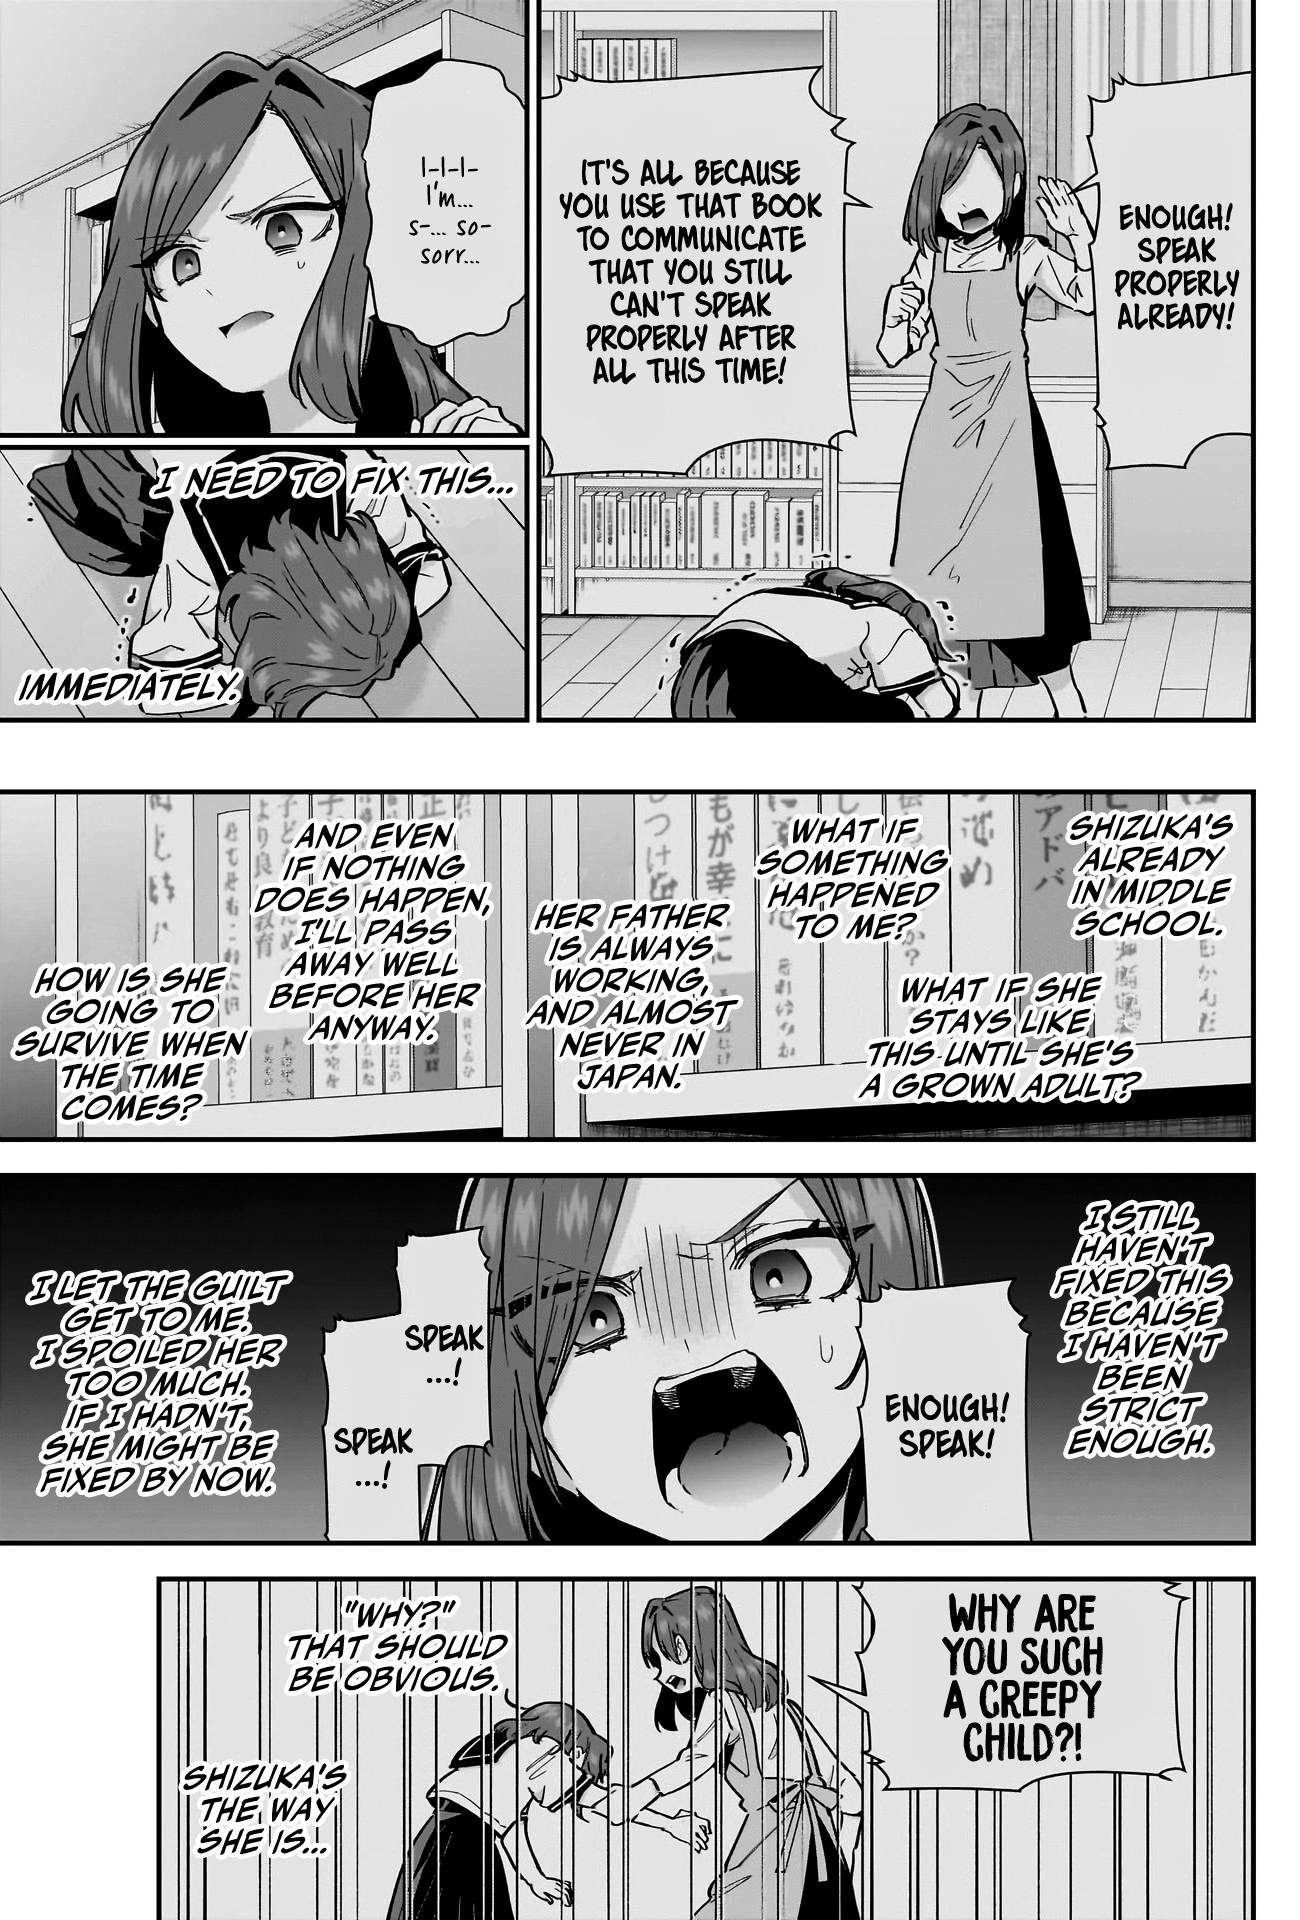 ENOUGH!
SPEAK
PROPERLY
ALREADY!
IT'S ALL BECAUSE
YOU USE THAT BOOK
TO COMMUNICATE
THAT YOU STILL
CAN'T SPEAK
PROPERLY AFTER
ALL THIS TIME!
I-I-I-
I'm...
s-... so-
sorr...
I NEED TO FIX THIS...
IMMEDIATELY.
SHIZUKA'S
ALREADY
IN MIDDLE
SCHOOL.
WHAT IF SHE
STAYS LIKE
THIS UNTIL SHE'S
A GROWN ADULT?
WHAT IF
SOMETHING
HAPPENED
TO ME?
HER FATHER
IS ALWAYS
WORKING,
AND ALMOST
NEVER IN
JAPAN.
AND EVEN
IF NOTHING
DOES HAPPEN,
I'LL PASS
AWAY WELL
BEFORE HER
ANYWAY.
HOW IS SHE
GOING TO
SURVIVE WHEN
THE TIME
COMES?
I STILL
HAVEN'T
FIXED THIS
BECAUSE
I HAVEN'T
BEEN
STRICT
ENOUGH.
ENOUGH!
SPEAK!
SPEAK
...!
SPEAK
...!
I LET THE GUILT
GET TO ME.
I SPOILED HER
TOO MUCH.
IF I HADN'T,
SHE MIGHT BE
FIXED BY NOW.
WHY ARE
YOU SUCH
A CREEPY
CHILD?!
"WHY?"
THAT SHOULD
BE OBVIOUS.
SHIZUKA'S
THE WAY
SHE IS...